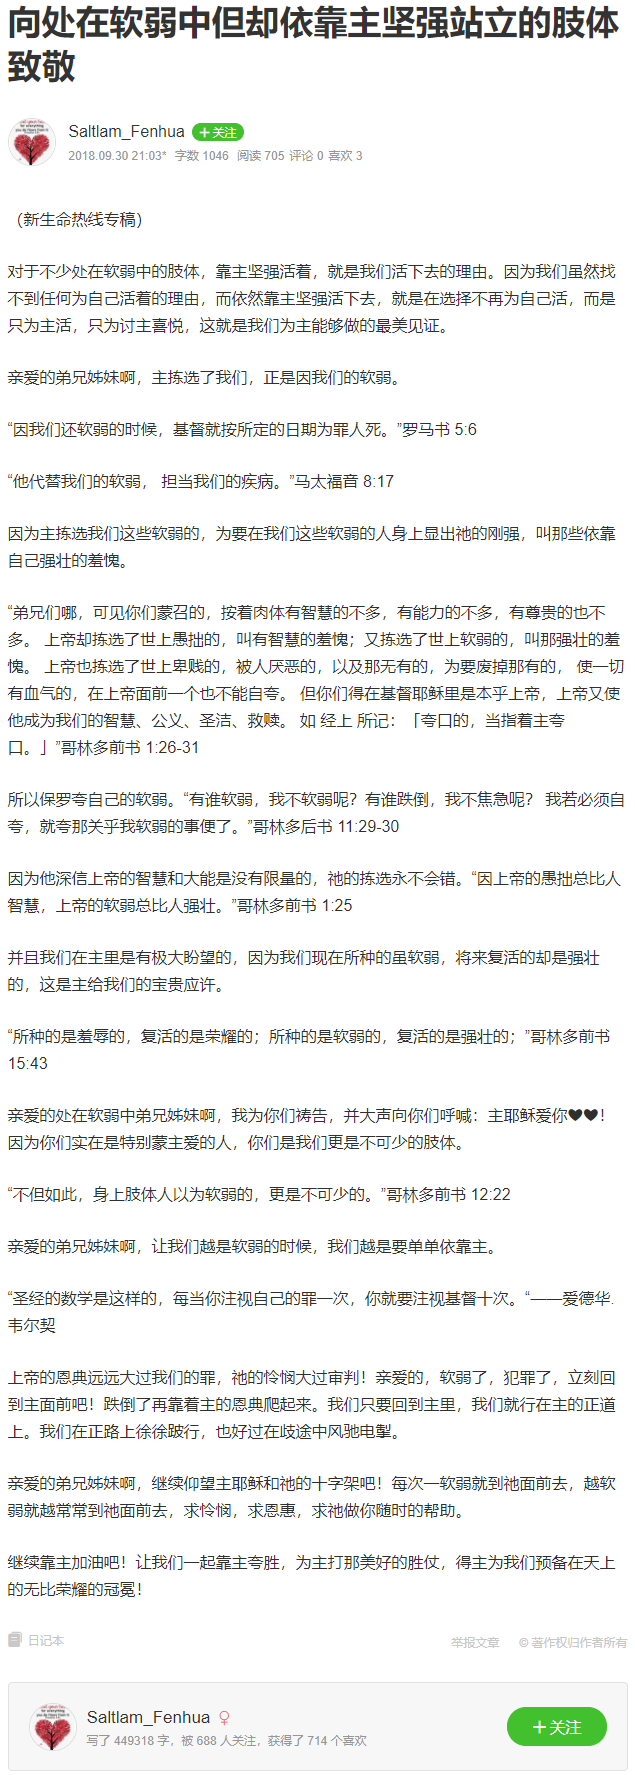 向处在软弱中但却依靠主坚强站立的肢体
致敬
Saltlam_Fenhua +关注
2018.09.30 21:03* 字数 1046 阅读 705 评论 0 喜欢 3
（新生命热线专稿）
对于不少处在软弱中的肢体，靠主坚强活着，就是我们活下去的理由。因为我们虽然找
不到任何为自己活着的理由，而依然靠主坚强活下去，就是在选择不再为自己活，而是
只为主活，只为讨主喜悦，这就是我们为主能够做的最美见证。
亲爱的弟兄姊妹啊，主拣选了我们，正是因我们的软弱。
“因我们还软弱的时候，基督就按所定的日期为罪人死。”罗马书 5:6
“他代替我们的软弱， 担当我们的疾病。”马太福音 8:17
因为主拣选我们这些软弱的，为要在我们这些软弱的人身上显出祂的刚强，叫那些依靠
自己强壮的羞愧。
“弟兄们哪，可见你们蒙召的，按着肉体有智慧的不多，有能力的不多，有尊贵的也不
多。 上帝却拣选了世上愚拙的，叫有智慧的羞愧；又拣选了世上软弱的，叫那强壮的羞
愧。 上帝也拣选了世上卑贱的，被人厌恶的，以及那无有的，为要废掉那有的， 使一切
有血气的，在上帝面前一个也不能自夸。 但你们得在基督耶稣里是本乎上帝，上帝又使
他成为我们的智慧、公义、圣洁、救赎。 如 经上 所记：「夸口的，当指着主夸
口。」”哥林多前书 1:26-31
所以保罗夸自己的软弱。“有谁软弱，我不软弱呢？有谁跌倒，我不焦急呢？ 我若必须自
夸，就夸那关乎我软弱的事便了。”哥林多后书 11:29-30
因为他深信上帝的智慧和大能是没有限量的，祂的拣选永不会错。“因上帝的愚拙总比人
智慧，上帝的软弱总比人强壮。”哥林多前书 1:25
并且我们在主里是有极大盼望的，因为我们现在所种的虽软弱，将来复活的却是强壮
的，这是主给我们的宝贵应许。
“所种的是羞辱的，复活的是荣耀的；所种的是软弱的，复活的是强壮的；”哥林多前书
15:43
亲爱的处在软弱中弟兄姊妹啊，我为你们祷告，并大声向你们呼喊：主耶稣爱你♥♥！
因为你们实在是特别蒙主爱的人，你们是我们更是不可少的肢体。
“不但如此，身上肢体人以为软弱的，更是不可少的。”哥林多前书 12:22
亲爱的弟兄姊妹啊，让我们越是软弱的时候，我们越是要单单依靠主。
“圣经的数学是这样的，每当你注视自己的罪一次，你就要注视基督十次。“——爱德华.
韦尔契
上帝的恩典远远大过我们的罪，祂的怜悯大过审判！亲爱的，软弱了，犯罪了，立刻回
到主面前吧！跌倒了再靠着主的恩典爬起来。我们只要回到主里，我们就行在主的正道
上。我们在正路上徐徐跛行，也好过在歧途中风驰电掣。
亲爱的弟兄姊妹啊，继续仰望主耶稣和祂的十字架吧！每次一软弱就到祂面前去，越软
弱就越常常到祂面前去，求怜悯，求恩惠，求祂做你随时的帮助。
继续靠主加油吧！让我们一起靠主夸胜，为主打那美好的胜仗，得主为我们预备在天上
的无比荣耀的冠冕！
日记本 举报文章 © 著作权归作者所有
Saltlam_Fenhua ♀
写了 449318 字，被 688 人关注，获得了 714 个喜欢
+关注